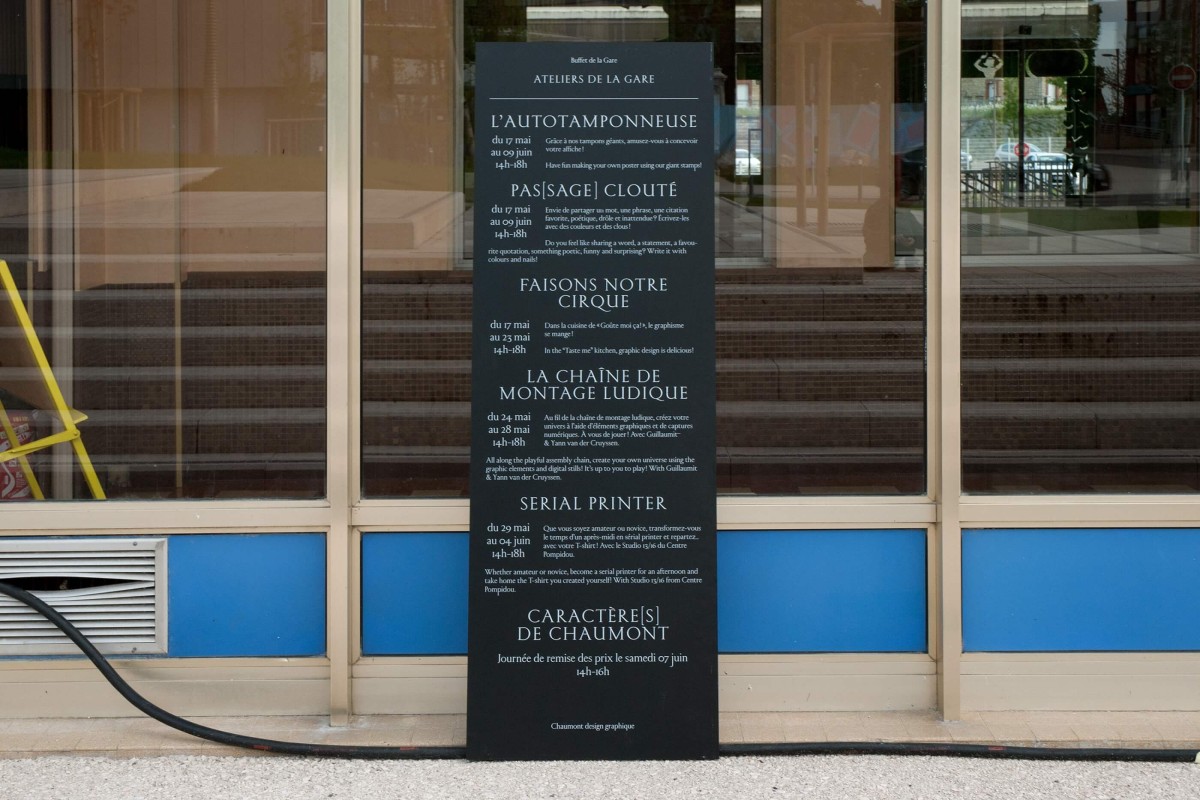 Buffet de la Gare
ATELIERS DE LA GARE
L'AUTOTAMPONNEUSE
du 17 mai
au 09 juin
14h-18h
Grâce à nos tampons géants, amusez-vous à concevoir
votre affiche !
Have fun making your own poster using our giant stamps!
PAS[SAGE] CLOUTÉ
du 17 mai
au 09 juin
14h-18h
Envie de partager un mot, une phrase, une citation
favorite, poétique, drôle et inattendue ? Écrivez-les
avec des couleurs et des clous !
Do you feel like sharing a word, a statement, a favou-
rite quotation, something poetic, funny and surprising? Write it with
colours and nails!
FAISONS NOTRE
CIRQUE
du 17 mai
au 23 mai
14h-18h
Dans la cuisine de « Goûte moi ça! », le graphisme
se mange !
In the "Taste me" kitchen, graphic design is delicious!
LA CHAÎNE DE
MONTAGE LUDIQUE
du 24 mai
au 28 mai
14h-18h
Au fil de la chaîne de montage ludique, créez votre
univers à l'aide d'éléments graphiques et de captures
numériques. À vous de jouer ! Avec Guillaumit
& Yann van der Cruyssen.
All along the playful assembly chain, create your own universe using the
graphic elements and digital stills! It's up to you to play! With Guillaumit
& Yann van der Cruyssen.
SERIAL PRINTER
du 29 mai
au 04 juin
14h-18h
Que vous soyez amateur ou novice, transformez-vous
le temps d'un après-midi en sérial printer et repartez..
avec votre T-shirt ! Avec le Studio 13/16 du Centre
Pompidou.
Whether amateur or novice, become a serial printer for an afternoon and
take home the T-shirt you created yourself! With Studio 13/16 from Centre
Pompidou.
CARACTÈRE[S]
DE CHAUMONT
Journée de remise des prix le samedi 07 juin
14h-16h
Chaumont design graphique